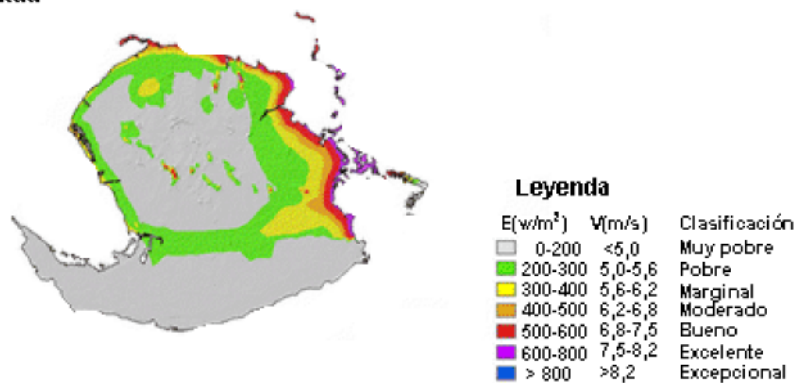 Leyenda
E(w/m²) V(m/s) Clasificación
0-200 <5,0 Muy pobre
200-300 5,0-5,6 Pobre
300-400 5,6-6,2 Marginal
400-500 6,2-6,8 Moderado
500-600 6,8-7,5 Bueno
600-800 7,5-8,2 Excelente
> 800 >8,2 Excepcional